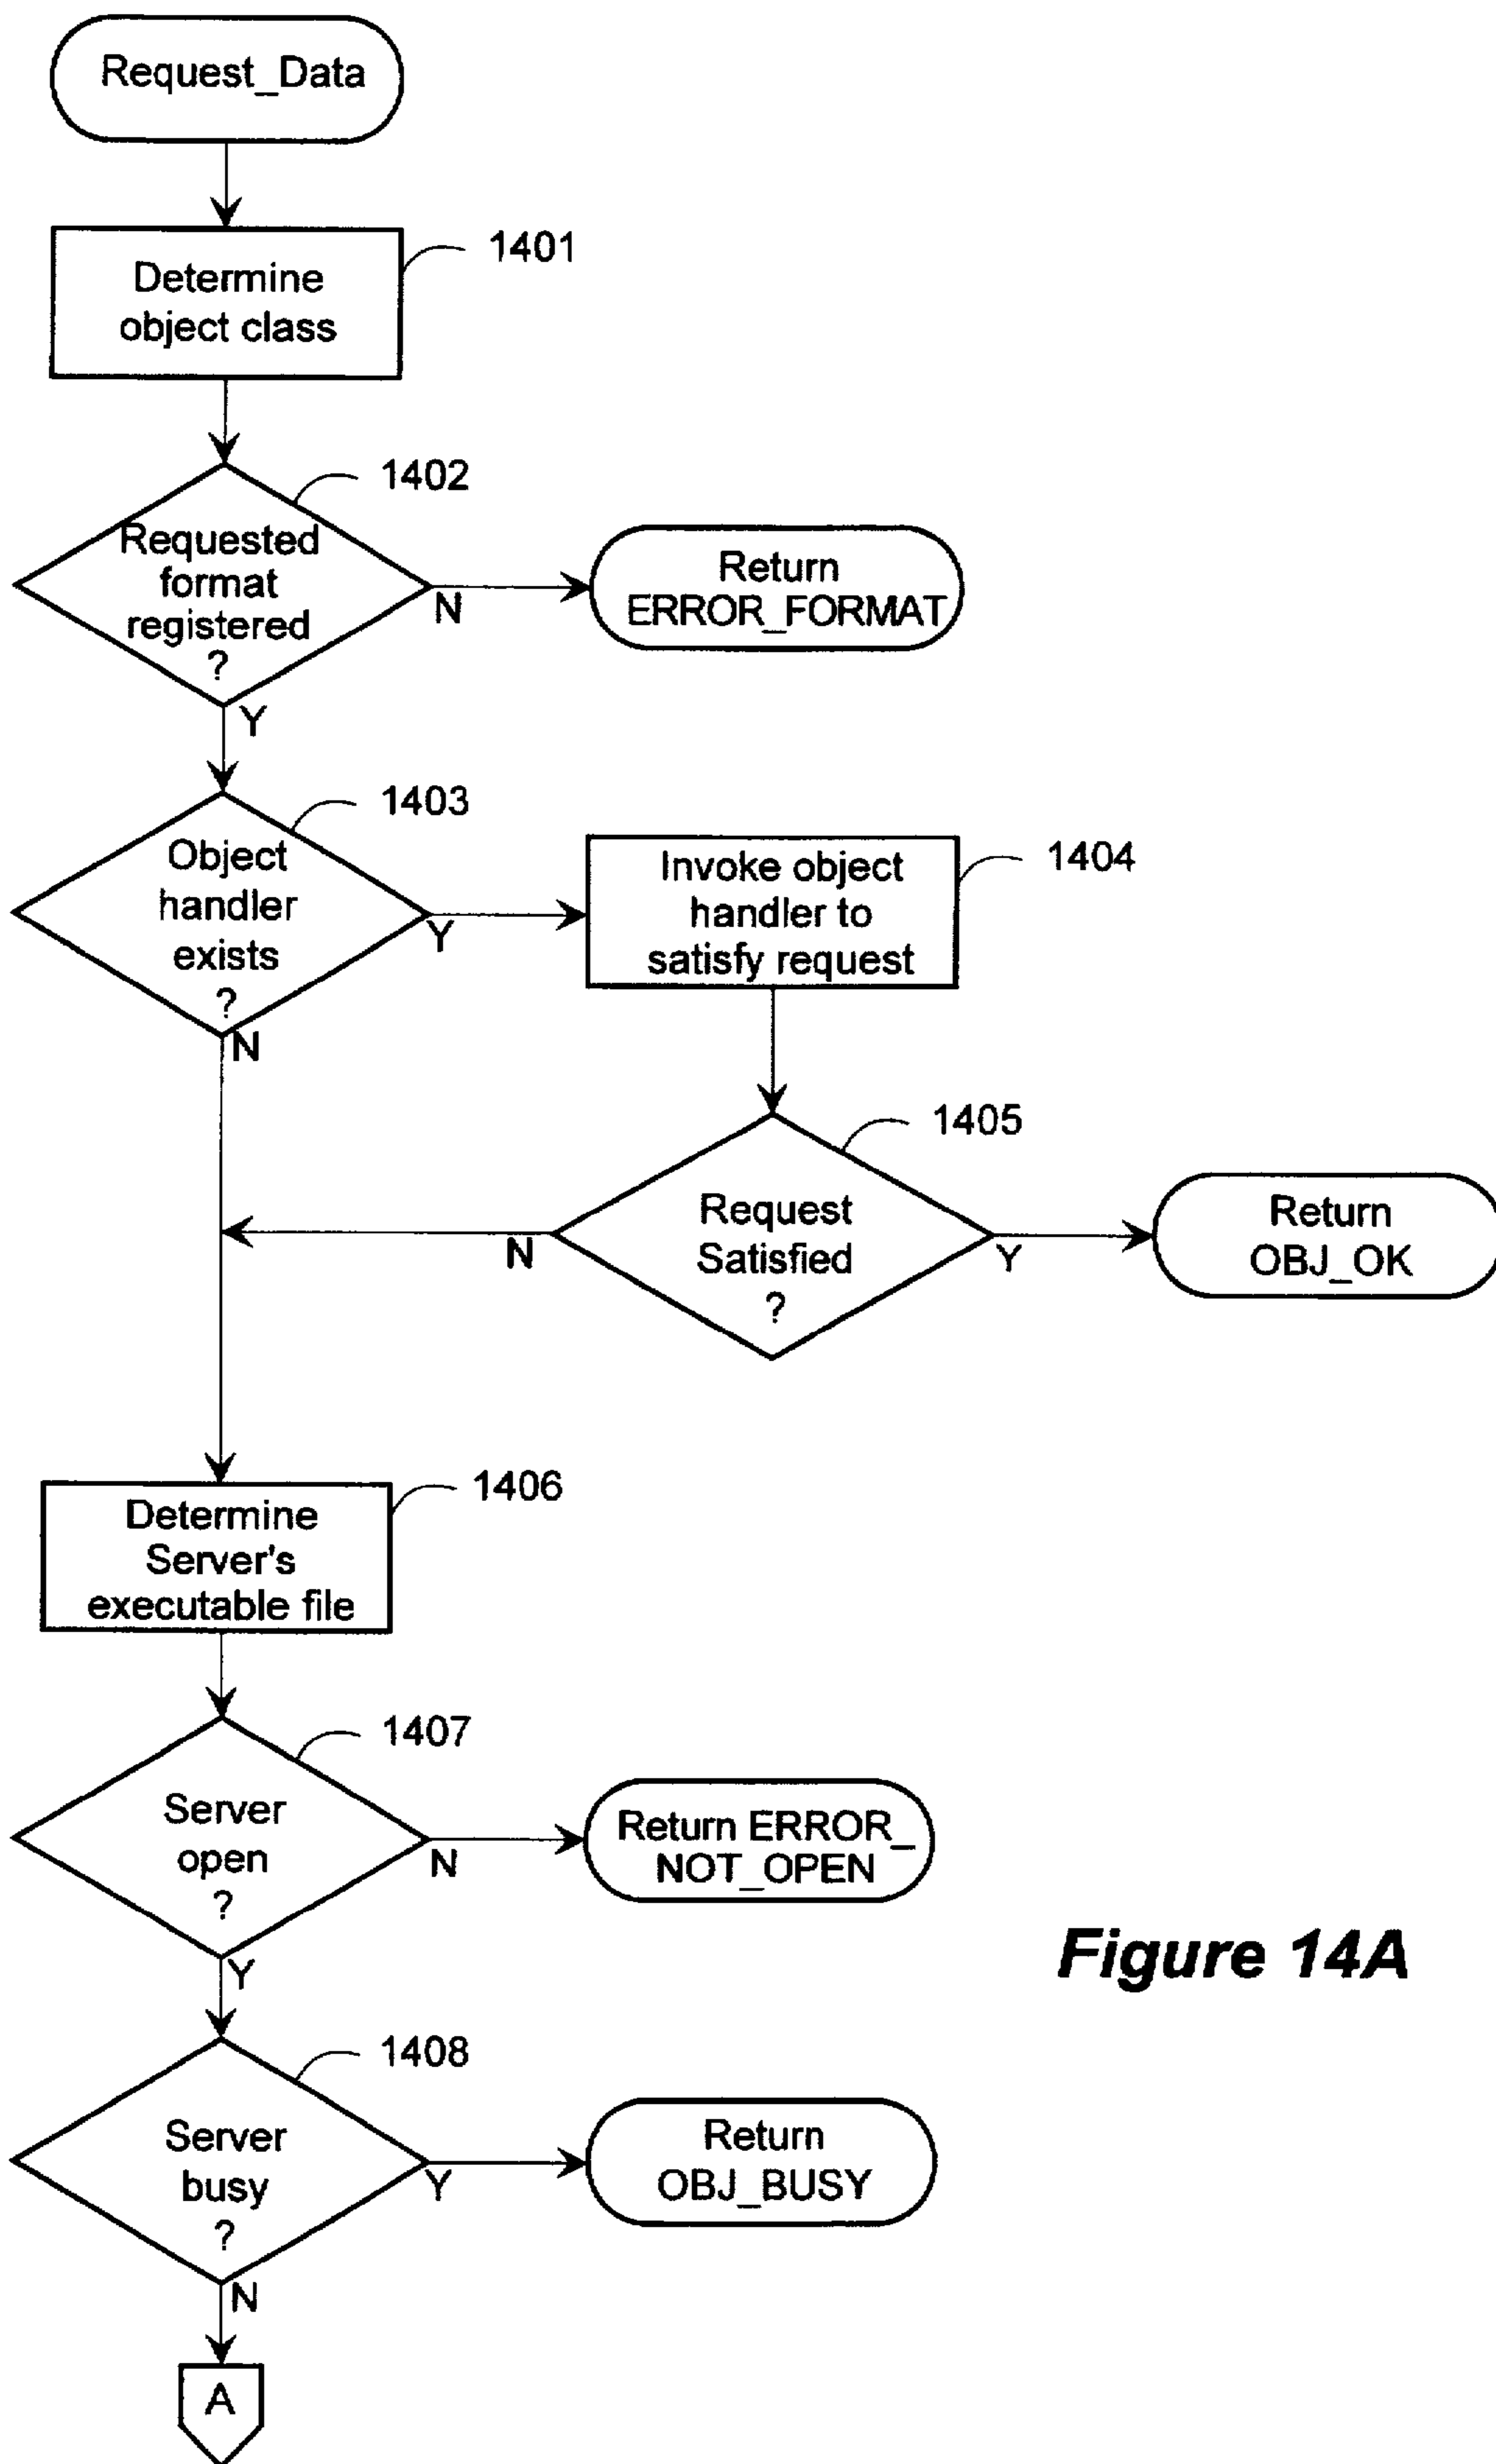 Request_Data
1401
Determine
object class
1402
Requested
format
registered
?
N
Return
ERROR_FORMAT
Y
1403
Object
handler
exists
?
Y
N
1404
Invoke object
handler to
satisfy request
1405
Request
Satisfied
?
N
Y
Return
OBJ_OK
1406
Determine
Server's
executable file
1407
Server
open
?
N
Return ERROR_
NOT_OPEN
Y
Figure 14A
1408
Server
busy
?
Y
Return
OBJ_BUSY
N
A